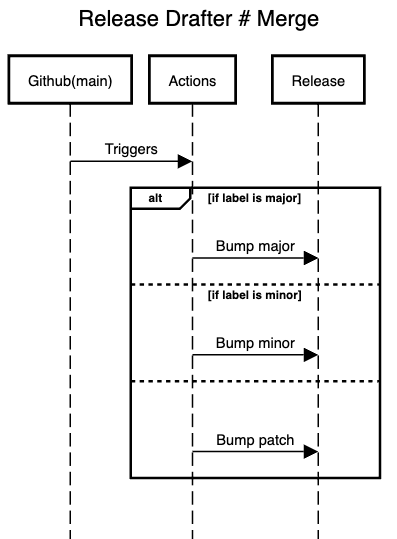 Release Drafter # Merge
Github(main)
Actions
Release
Triggers
alt
[if label is major]
Bump major
[if label is minor]
Bump minor
Bump patch